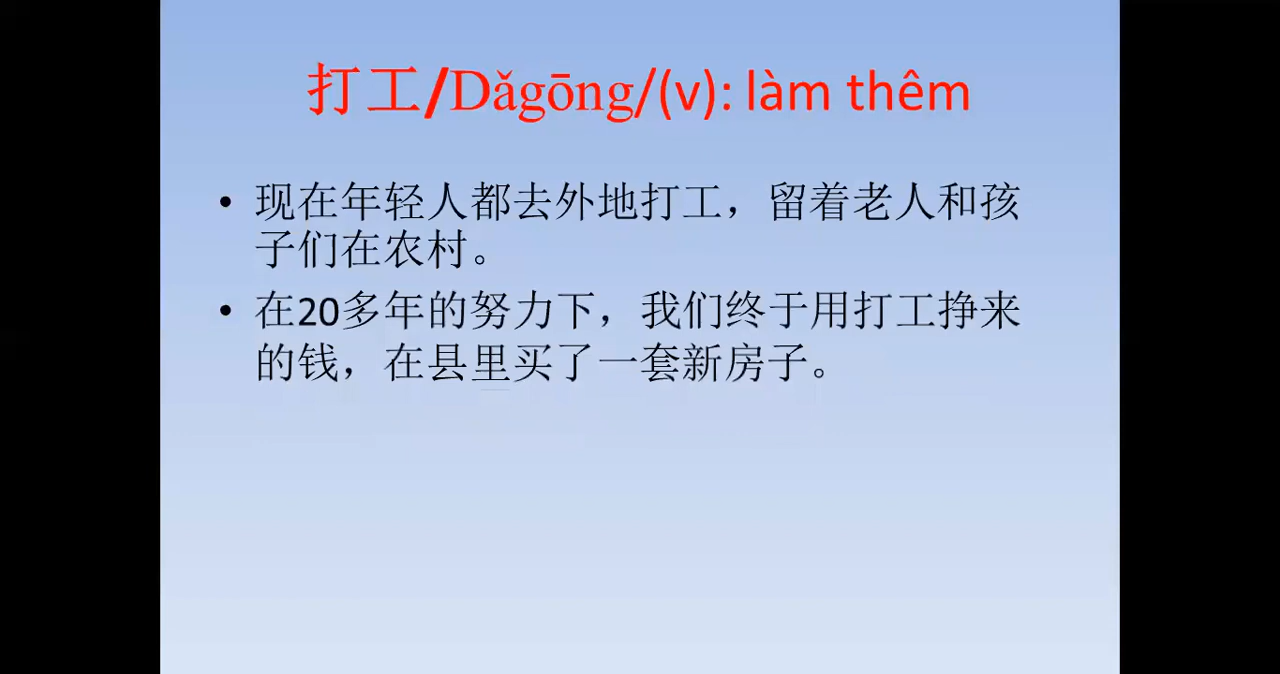 打工/Dǎgōng/(v): làm thêm
• 现在年轻人都去外地打工，留着老人和孩
子们在农村。
• 在20多年的努力下，我们终于用打工挣来
的钱，在县里买了一套新房子。